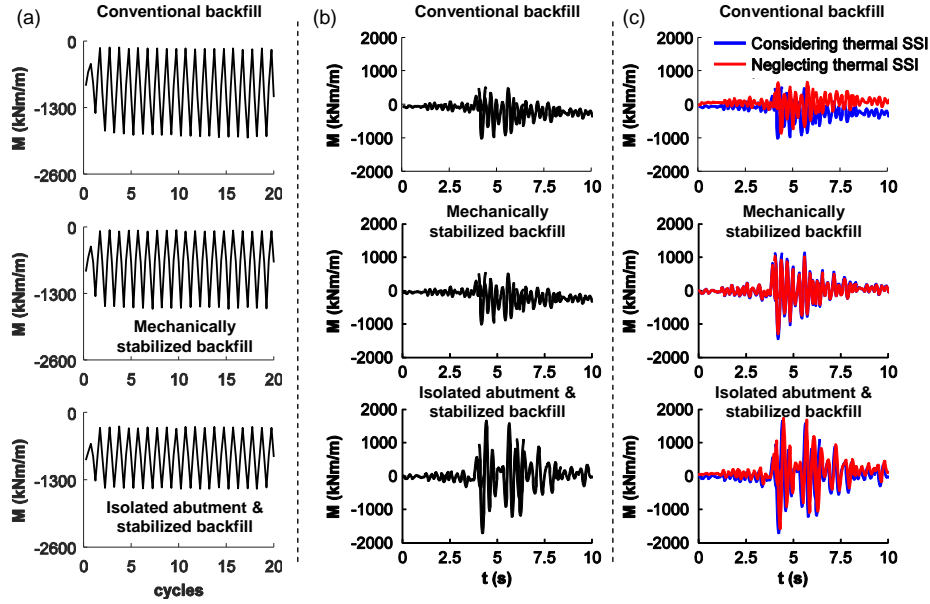 (a)
Conventional backfill
0
-1300
-2600
M (kNm/m)
0
5
10
15
20
0
-1300
-2600
M (kNm/m)
Mechanically
stabilized backfill
0
5
10
15
20
0
-1300
-2600
M (kNm/m)
Isolated abutment &
stabilized backfill
0
5
10
15
20
cycles
(b)
Conventional backfill
2000
1000
0
-1000
-2000
M (kNm/m)
0
2.5
5
7.5
10
Mechanically
stabilized backfill
2000
1000
0
-1000
-2000
M (kNm/m)
0
2.5
5
7.5
10
Isolated abutment &
stabilized backfill
2000
1000
0
-1000
-2000
M (kNm/m)
0
2.5
5
7.5
10
t (s)
(c)
Conventional backfill
Considering thermal SSI
Neglecting thermal SSI
2000
1000
0
-1000
-2000
M (kNm/m)
0
2.5
5
7.5
10
Mechanically
stabilized backfill
2000
1000
0
-1000
-2000
M (kNm/m)
0
2.5
5
7.5
10
Isolated abutment &
stabilized backfill
2000
1000
0
-1000
-2000
M (kNm/m)
0
2.5
5
7.5
10
t (s)